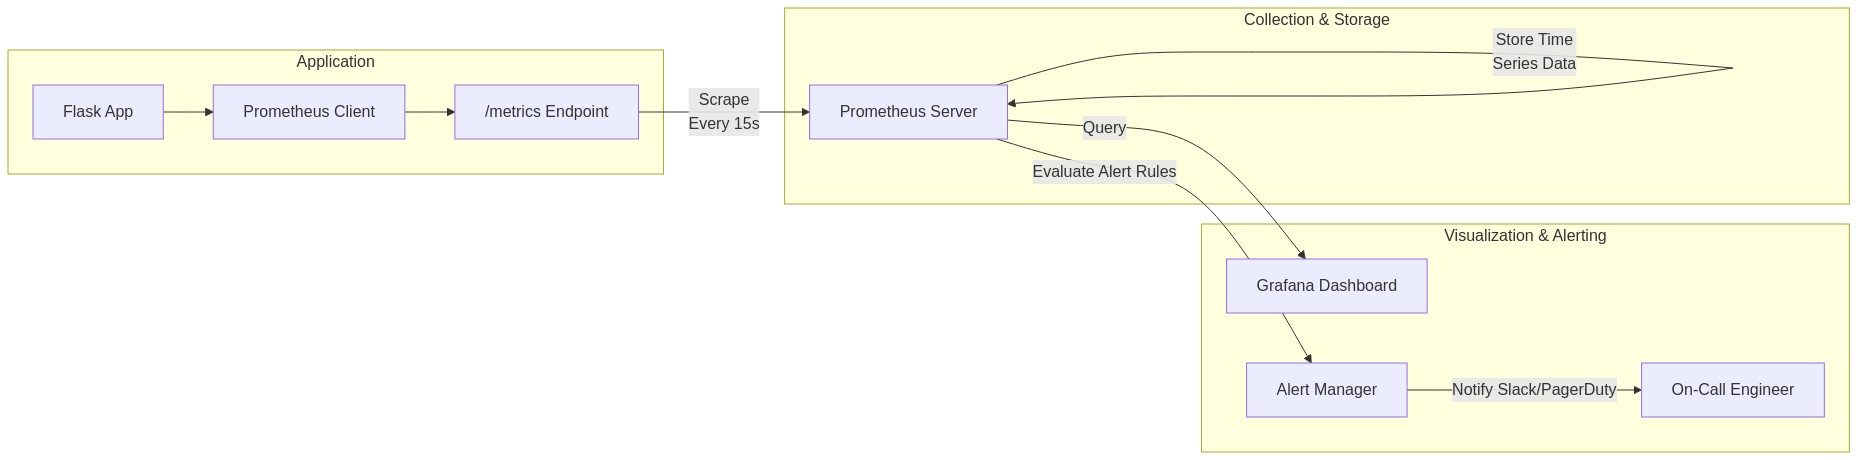 Application
Flask App
Prometheus Client
/metrics Endpoint
Scrape
Every 15s
Collection & Storage
Store Time
Series Data
Prometheus Server
Query
Evaluate Alert Rules
Visualization & Alerting
Grafana Dashboard
Alert Manager
Notify Slack/PagerDuty
On-Call Engineer